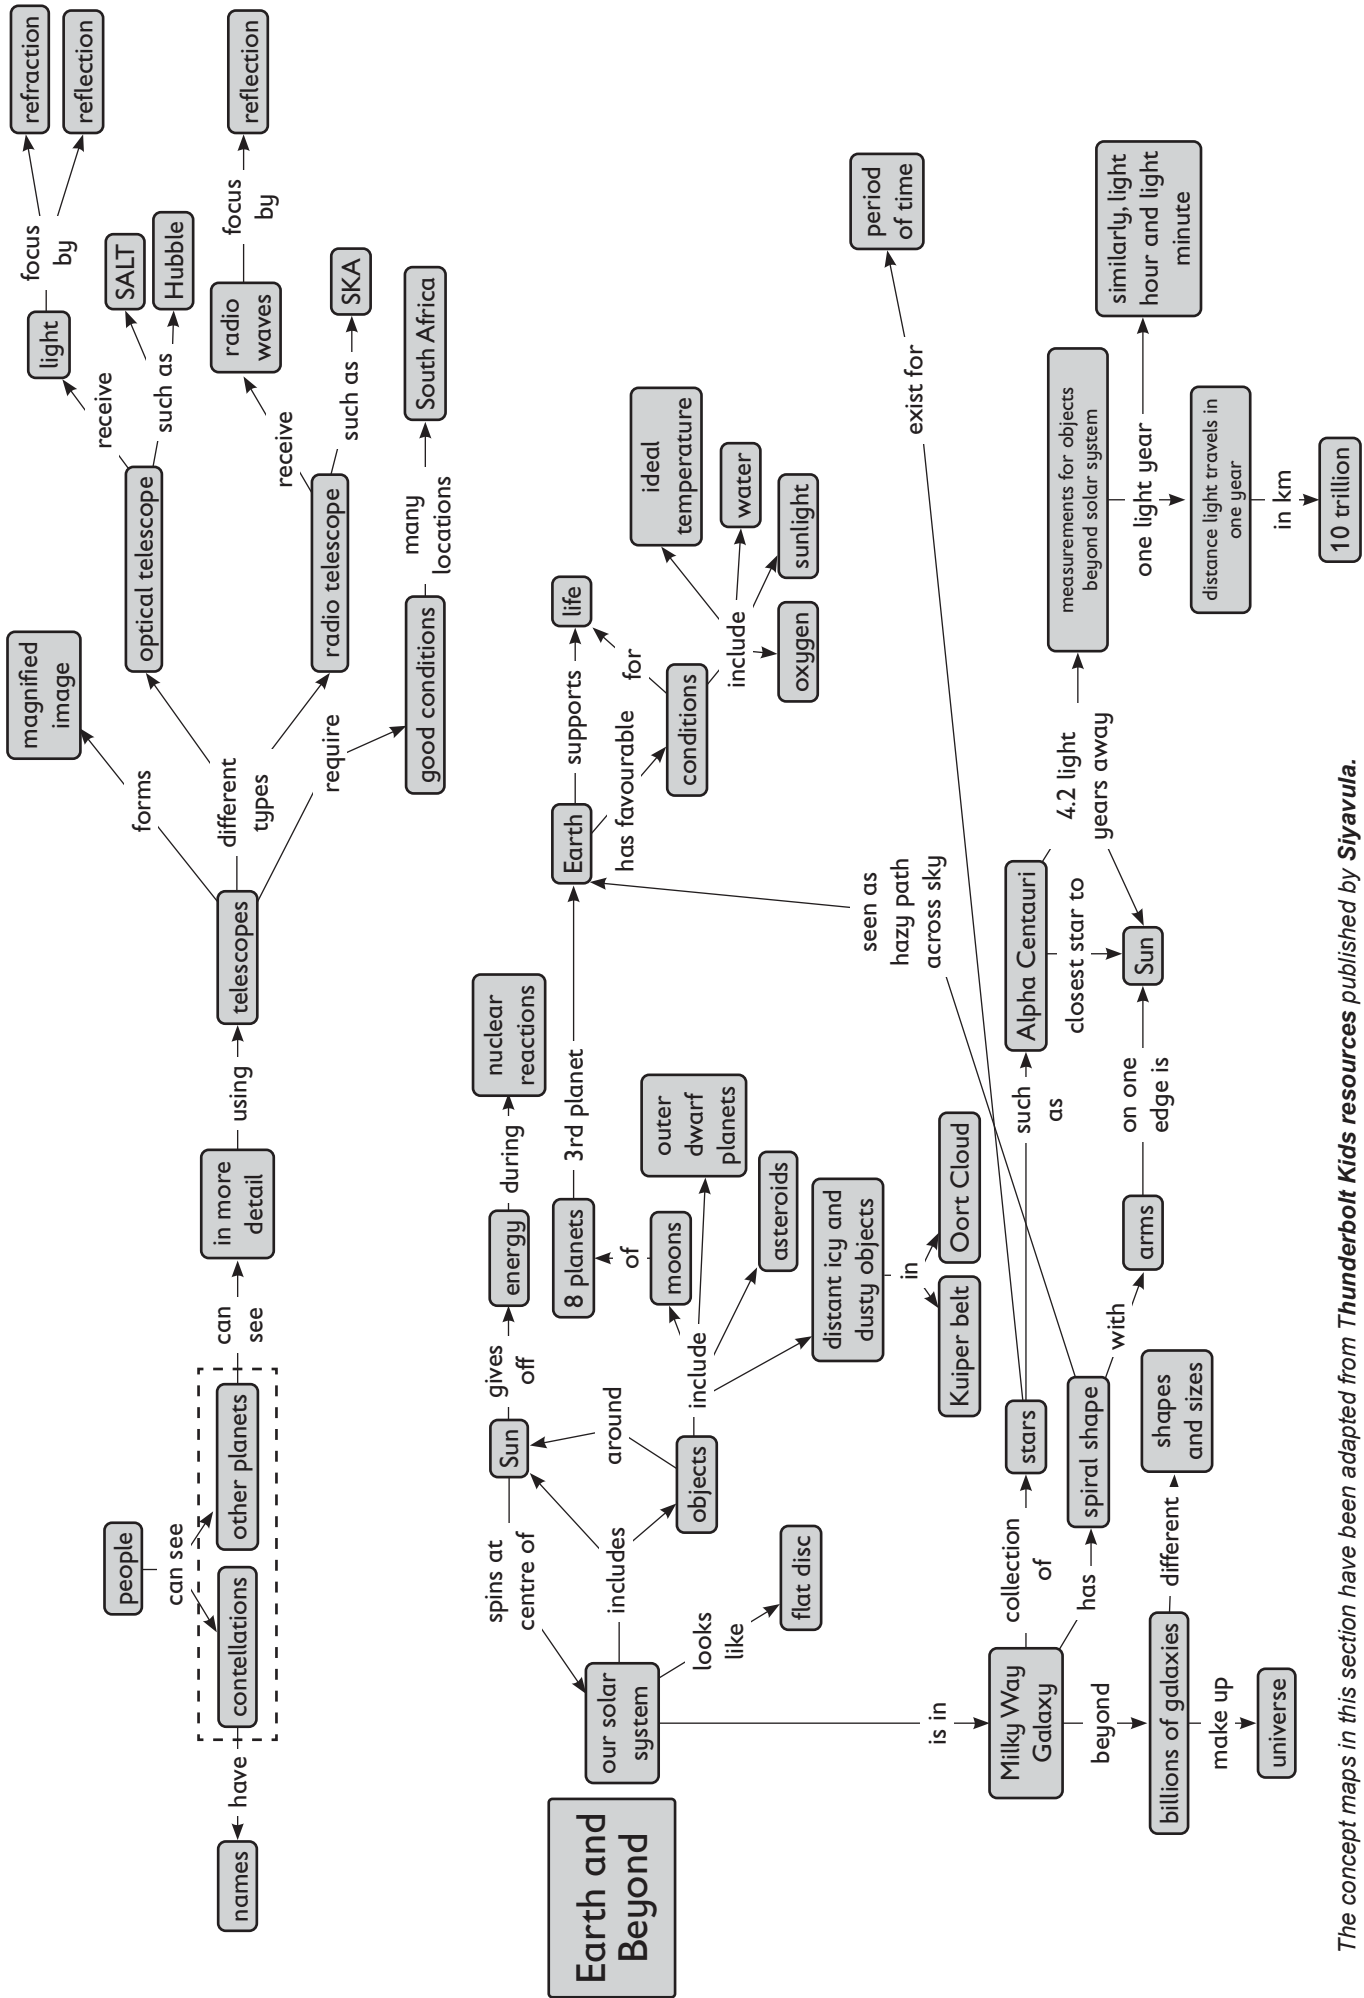 names
have
contellations
other planets
people
can see
can
see
in more
detail
using
telescopes
forms
magnified
image
different
types
optical telescope
receive
light
focus
by
refraction
reflection
such as
SALT
Hubble
radio telescope
receive
radio
waves
focus
by
reflection
such as
SKA
require
good conditions
many
locations
South Africa
Earth and
Beyond
our solar
system
spins at
centre of
includes
looks
like
flat disc
Sun
gives
off
energy
during
nuclear
reactions
around
objects
include
moons
of
8 planets
3rd planet
Earth
supports
life
has favourable
conditions
for
include
ideal
temperature
water
sunlight
oxygen
outer
dwarf
planets
asteroids
distant icy and
dusty objects
in
Kuiper belt
Oort Cloud
is in
Milky Way
Galaxy
collection
of
stars
exist for
period
of time
such
as
Alpha Centauri
closest star to
Sun
4.2 light
years away
measurements for objects
beyond solar system
one light year
similarly, light
hour and light
minute
distance light travels in
one year
in km
10 trillion
has
spiral shape
seen as
hazy path
across sky
with
arms
on one
edge is
beyond
billions of galaxies
different
shapes
and sizes
make up
universe
The concept maps in this section have been adapted from Thunderbolt Kids resources published by Siyavula.